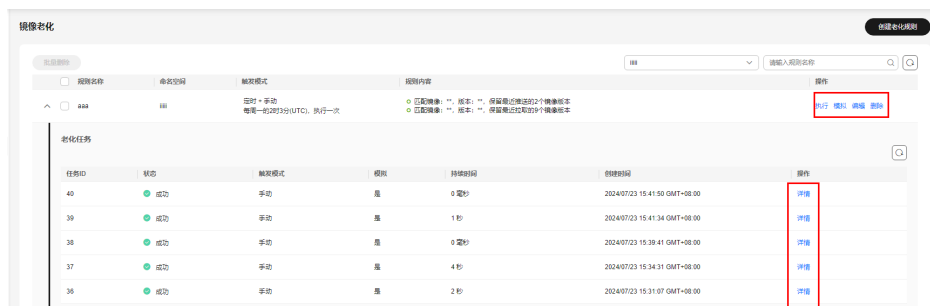 镜像老化
创建老化规则
批量删除
iiiii
请输入规则名称
规则名称 命名空间 触发模式 规则内容 操作
aaa iiiii 定时 + 手动 匹配镜像：**，版本：**，保留最近推送的2个镜像版本 执行 模拟 编辑 删除
每周一的2时3分(UTC)，执行一次 匹配镜像：**，版本：**，保留最近拉取的9个镜像版本
老化任务
任务ID 状态 触发模式 模拟 持续时间 创建时间 操作
40 成功 手动 是 0 毫秒 2024/07/23 15:41:50 GMT+08:00 详情
39 成功 手动 是 1 秒 2024/07/23 15:41:34 GMT+08:00 详情
38 成功 手动 是 0 毫秒 2024/07/23 15:39:41 GMT+08:00 详情
37 成功 手动 是 4 秒 2024/07/23 15:34:31 GMT+08:00 详情
36 成功 手动 是 2 秒 2024/07/23 15:31:07 GMT+08:00 详情